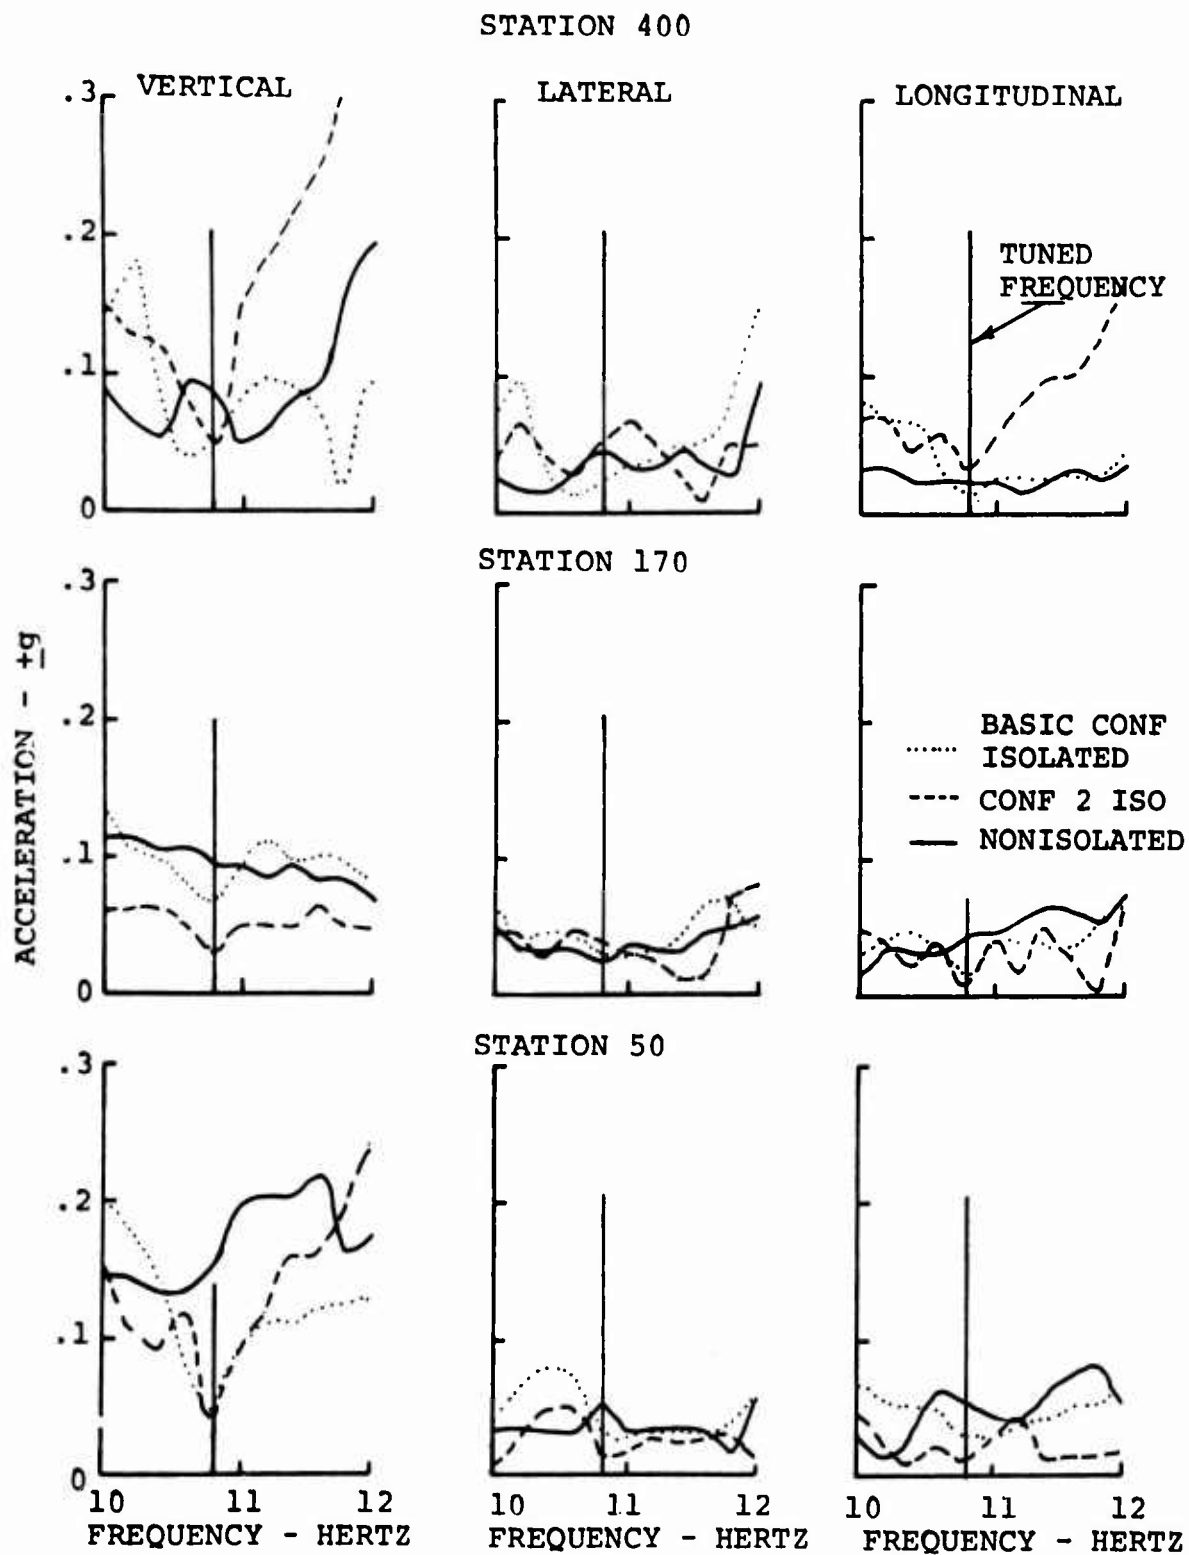 STATION 400
VERTICAL
LATERAL
LONGITUDINAL
.3
.2
.1
0
TUNED
FREQUENCY
STATION 170
.3
.2
.1
0
ACCELERATION - ±g
BASIC CONF
ISOLATED
CONF 2 ISO
NONISOLATED
STATION 50
.3
.2
.1
0
10 11 12
10 11 12
10 11 12
FREQUENCY - HERTZ
FREQUENCY - HERTZ
FREQUENCY - HERTZ